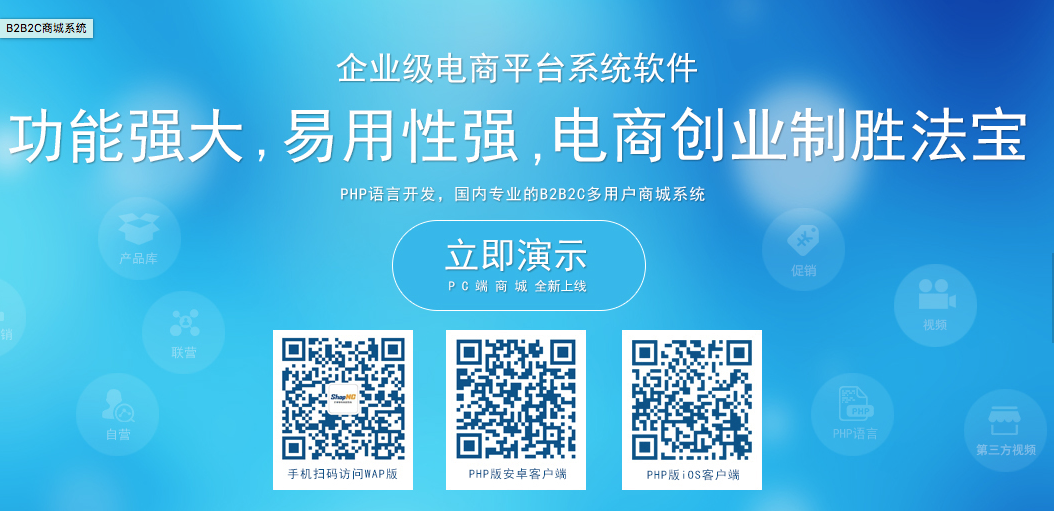 B2B2C商城系统
企业级电商平台系统软件
功能强大,易用性强,电商创业制胜法宝
PHP语言开发，国内专业的B2B2C多用户商城系统
立即演示
PC端商城 全新上线
产品库
促销
视频
销
联营
自营
PHP
PHP语言
第三方视频
ShopNC
手机扫码访问WAP版
PHP版安卓客户端
PHP版iOS客户端